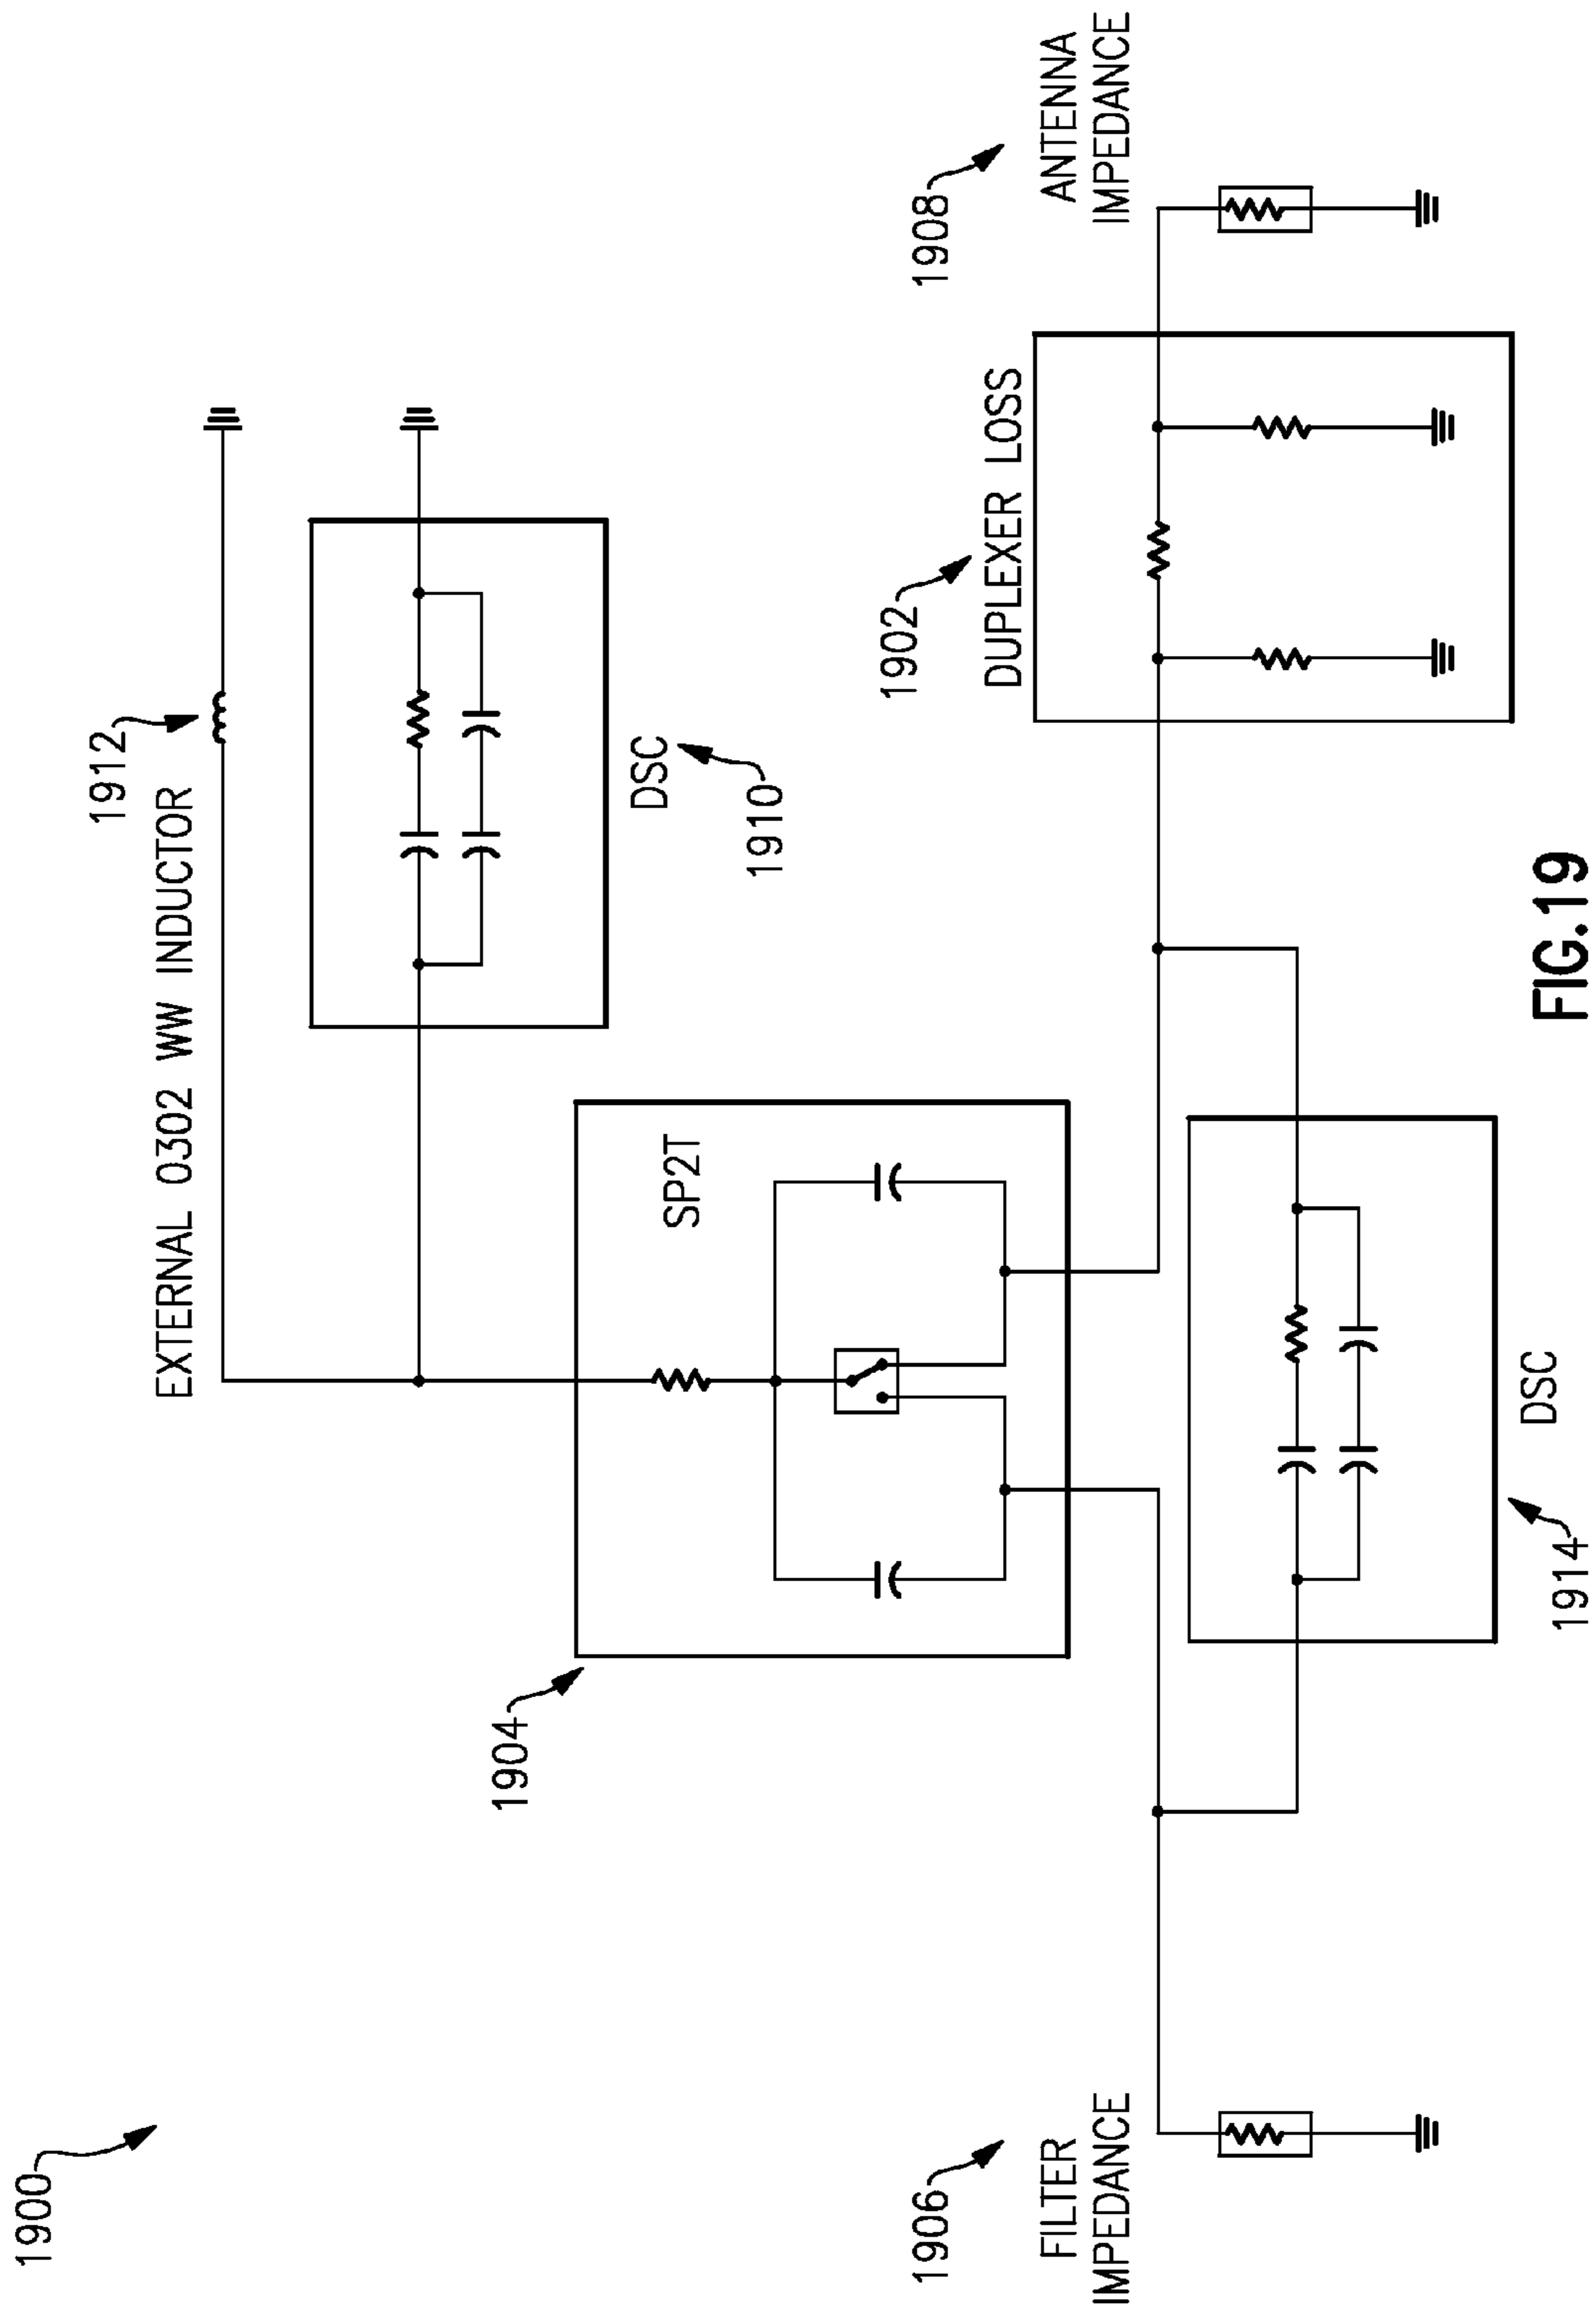 1900
1912
EXTERNAL 0302 WW INDUCTOR
DSC
1910
1904
SP2T
1908
ANTENNA
IMPEDANCE
1902
DUPLEXER LOSS
1906
FILTER
IMPEDANCE
DSC
1914
FIG.19